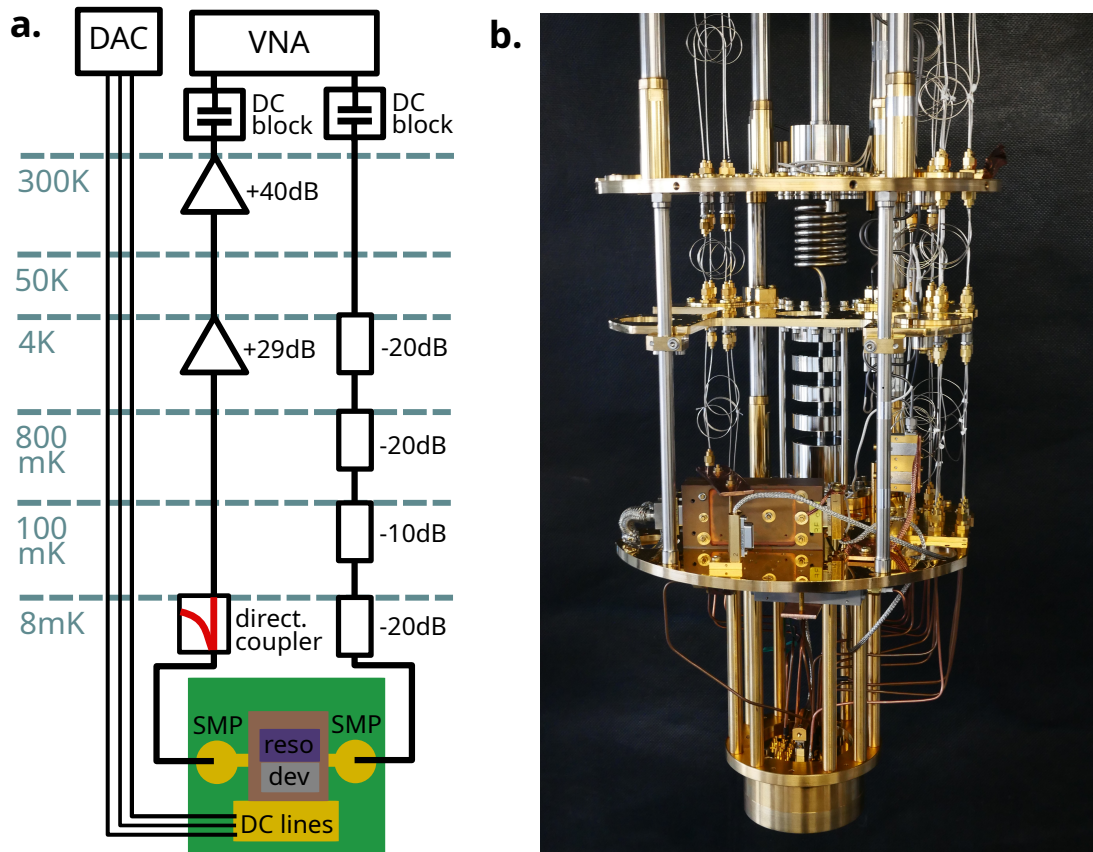 a.
DAC
VNA
DC
block
DC
block
300K
+40dB
50K
4K
+29dB
-20dB
800
mK
-20dB
100
mK
-10dB
8mK
direct.
coupler
-20dB
SMP
SMP
reso
dev
DC lines
b.